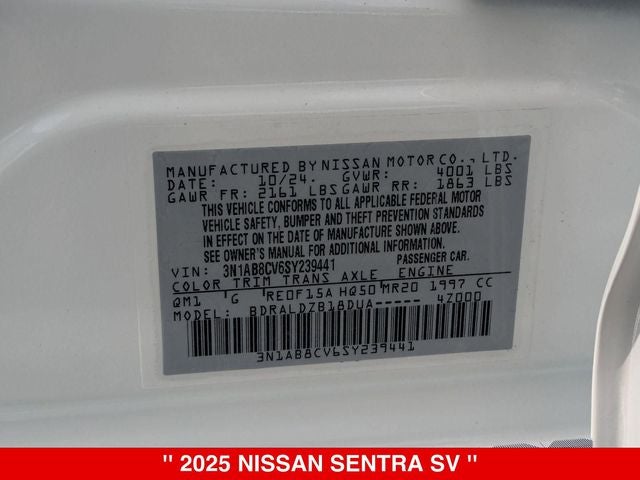 MANUFACTURED BY NISSAN MOTOR CO., LTD.
DATE: 10/24. GVWR: 4001 LBS
GAWR FR: 2161 LBS GAWR RR: 1863 LBS
THIS VEHICLE CONFORMS TO ALL APPLICABLE FEDERAL MOTOR
VEHICLE SAFETY, BUMPER AND THEFT PREVENTION STANDARDS
IN EFFECT ON THE DATE OF MANUFACTURE SHOWN ABOVE.
SEE OWNER'S MANUAL FOR ADDITIONAL INFORMATION.
VIN: 3N1AB8CV6SY239441 PASSENGER CAR.
COLOR TRIM TRANS AXLE ENGINE
QM1 G RE0F15A HQ50 MR20 1997 CC
MODEL: BDRALDZB18DUA----- 4Z000
3N1AB8CV6SY239441
" 2025 NISSAN SENTRA SV "